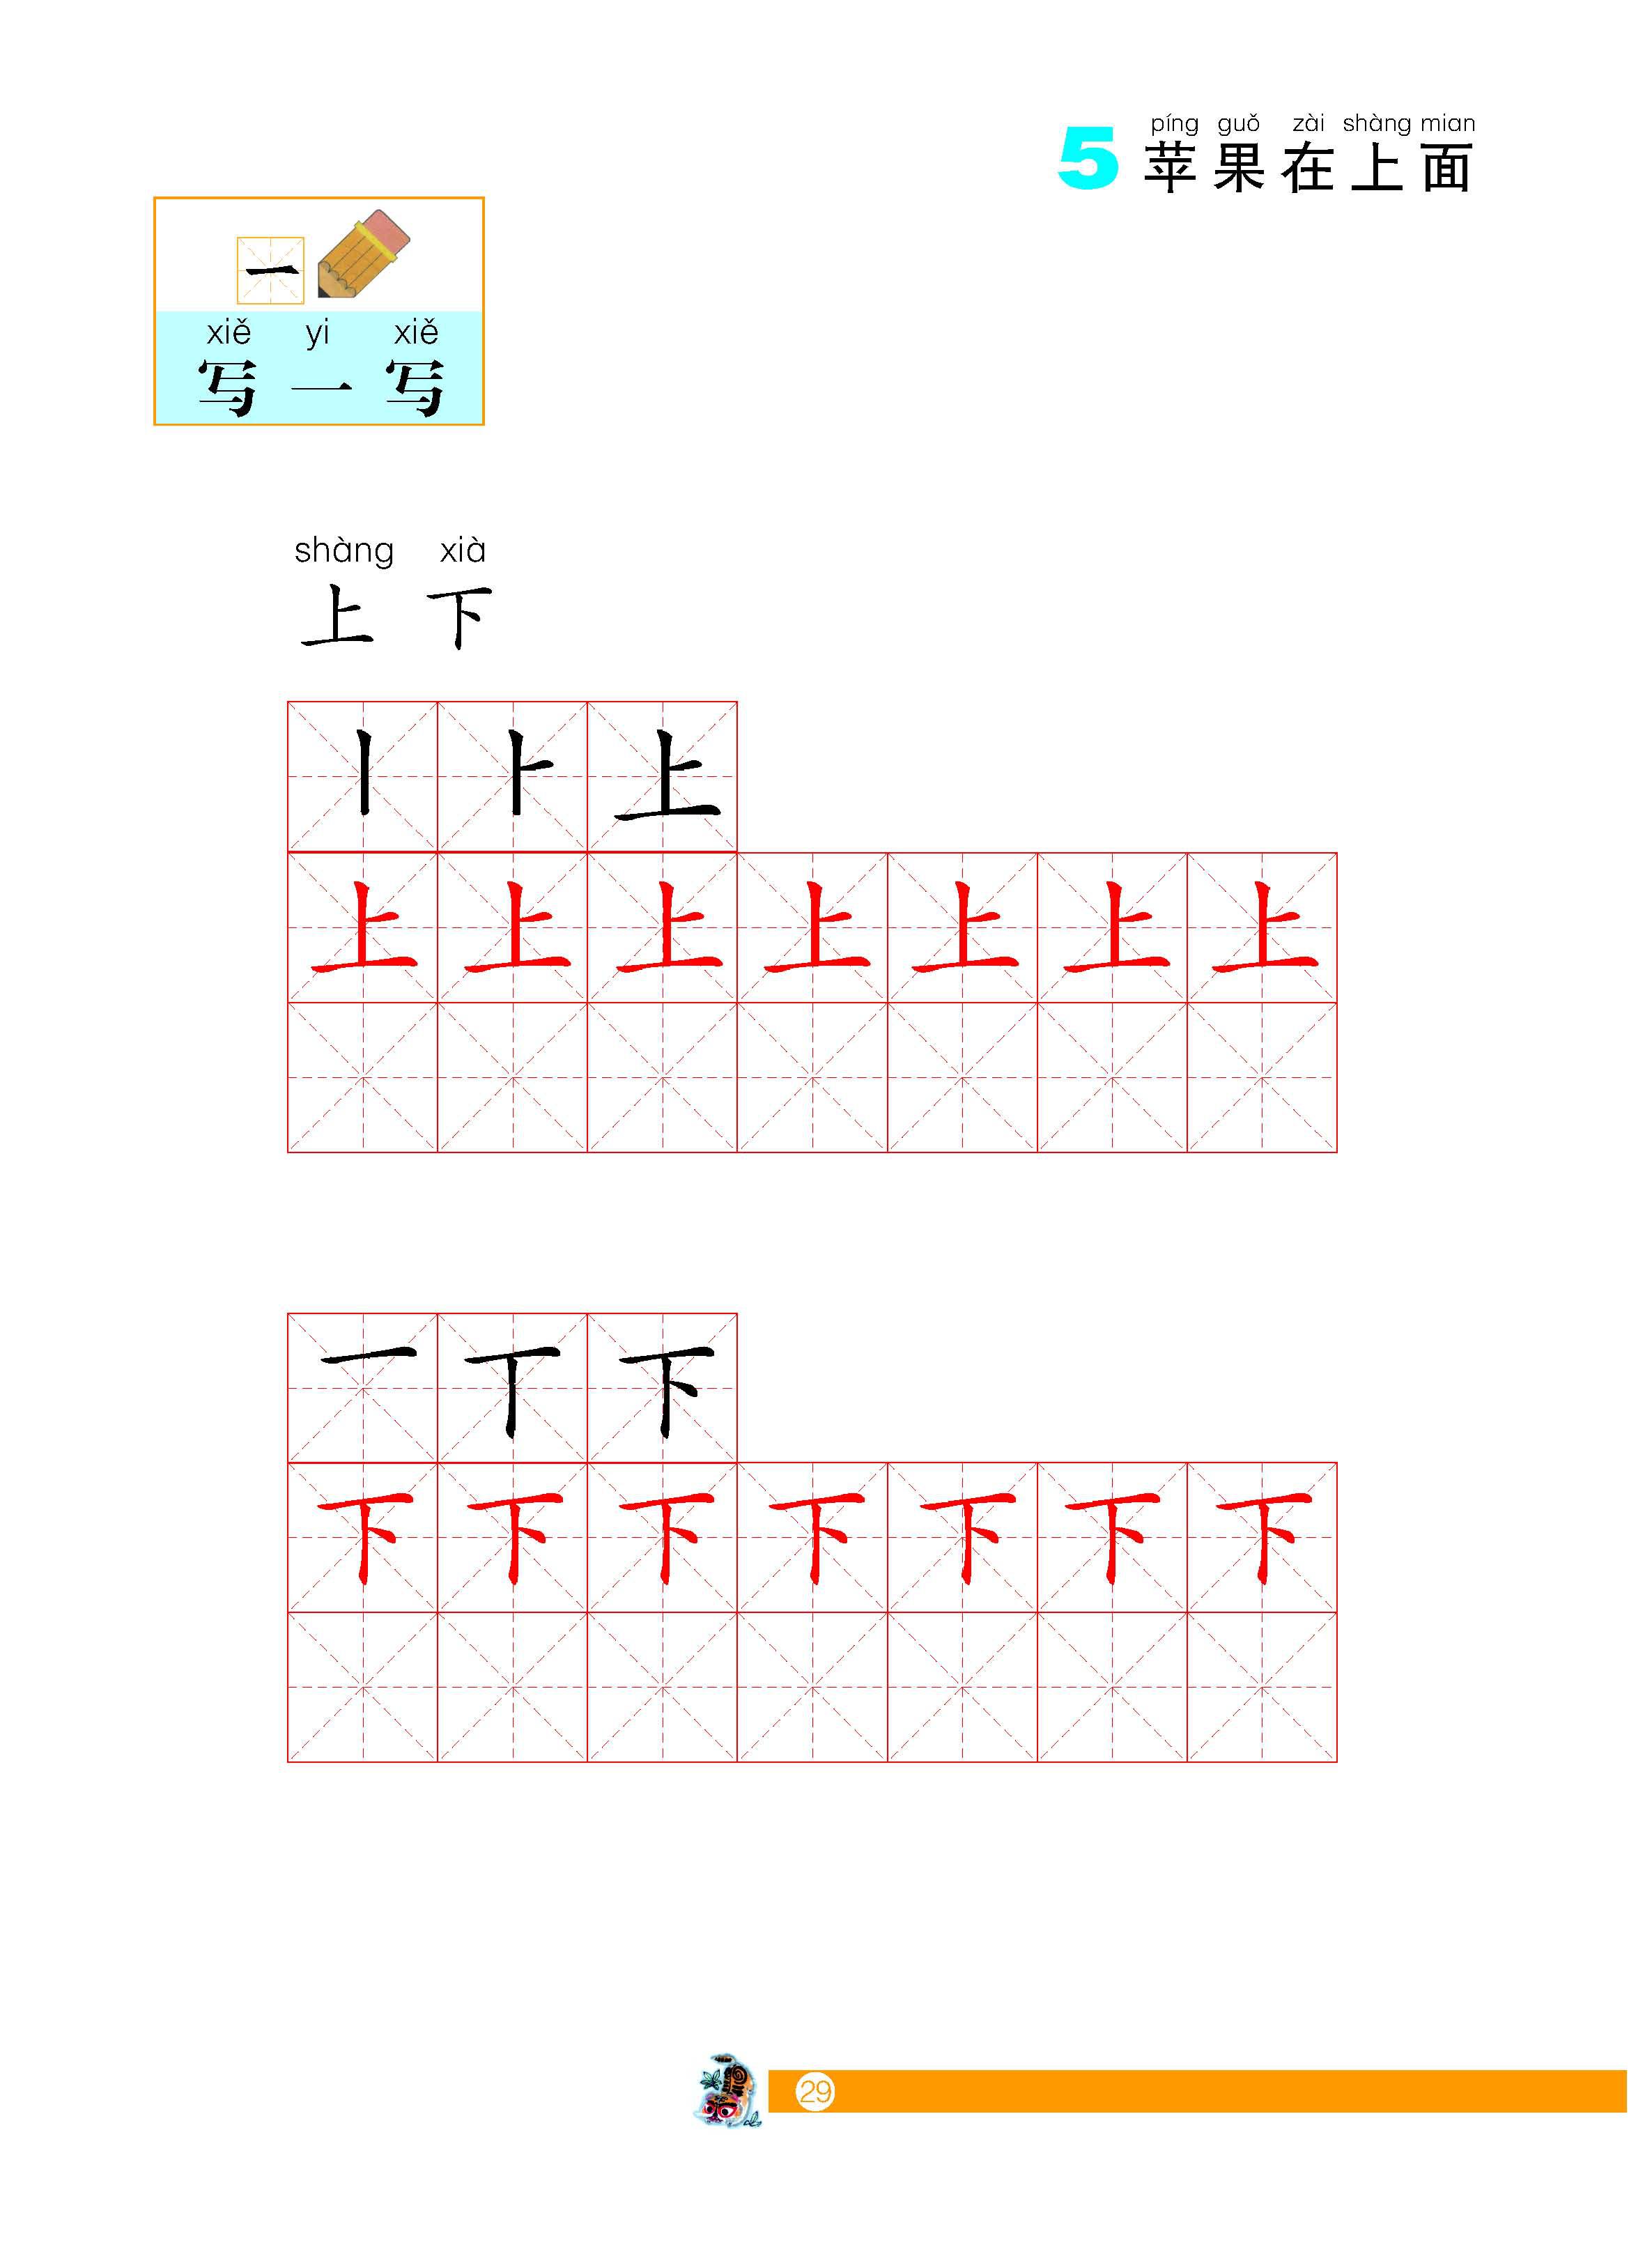 píng guǒ zài shàng mian
5 苹果在上面
一
xiě yi xiě
写一写
shàng xià
上 下
丨 ⺊ 上
上 上 上 上 上 上 上
一 丅 下
下 下 下 下 下 下 下
29